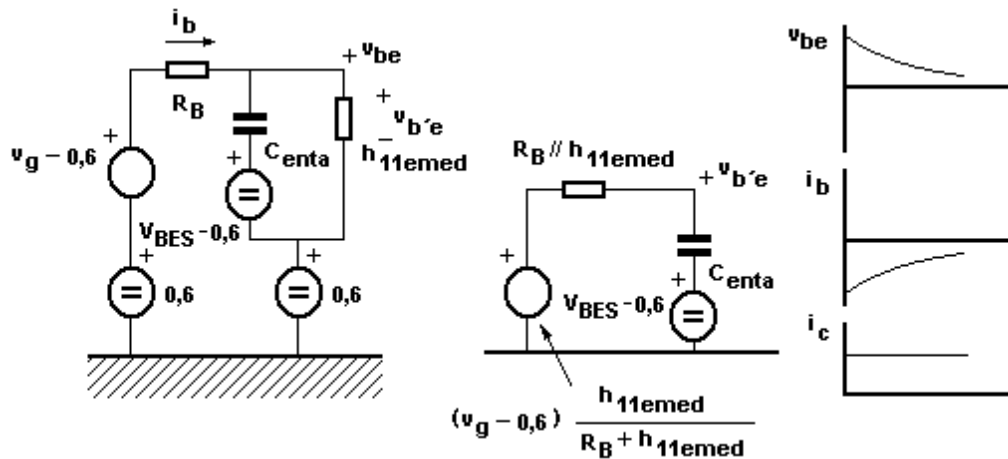 i_b
+ v_be
R_B
+
v_b´e
–
h_11emed
+
v_g – 0,6
+
C_enta
=
V_BES – 0,6
+
= 0,6
+
= 0,6
R_B // h_11emed
+ v_b´e
+
+
C_enta
V_BES – 0,6
=
(v_g – 0,6) h_11emed
R_B + h_11emed
v_be
i_b
i_c